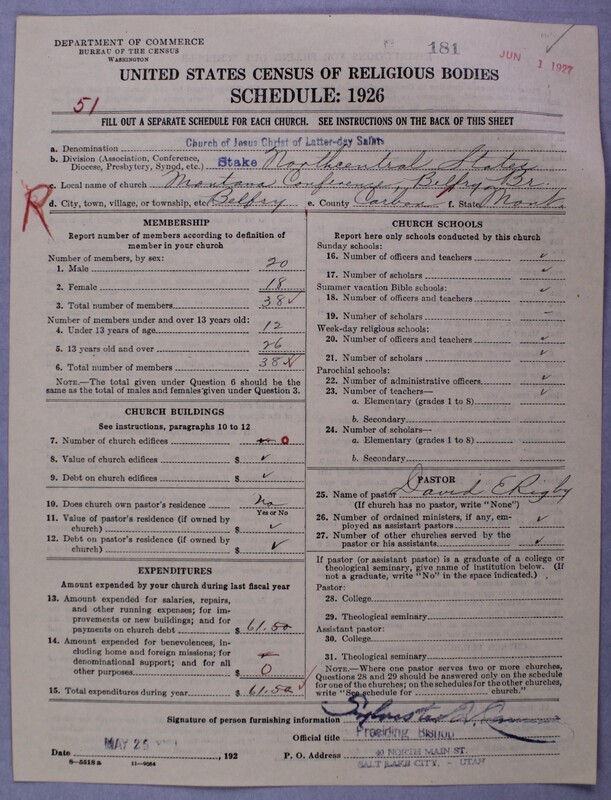 DEPARTMENT OF COMMERCE
BUREAU OF THE CENSUS
WASHINGTON
181
JUN 1 1927
UNITED STATES CENSUS OF RELIGIOUS BODIES
SCHEDULE: 1926
51
FILL OUT A SEPARATE SCHEDULE FOR EACH CHURCH. SEE INSTRUCTIONS ON THE BACK OF THIS SHEET
a. Denomination Church of Jesus Christ of Latter-day Saints
b. Division (Association, Conference, Diocese, Presbytery, Synod, etc.) Stake Northcentral States
c. Local name of church Montana Conference, Belfry Br.
d. City, town, village, or township, etc. Belfry e. County Carbon f. State Mont.
R
MEMBERSHIP
Report number of members according to definition of
member in your church
Number of members, by sex:
1. Male 20
2. Female 18
3. Total number of members 38 ✓
Number of members under and over 13 years old:
4. Under 13 years of age 12
5. 13 years old and over 26
6. Total number of members 38 ✓
NOTE.—The total given under Question 6 should be
the same as the total of males and females given under Question 3.
CHURCH BUILDINGS
See instructions, paragraphs 10 to 12
7. Number of church edifices 0
8. Value of church edifices $ ✓
9. Debt on church edifices $ ✓
10. Does church own pastor's residence No
Yes or No
11. Value of pastor's residence (if owned by
church) $ ✓
12. Debt on pastor's residence (if owned by
church) $ ✓
EXPENDITURES
Amount expended by your church during last fiscal year
13. Amount expended for salaries, repairs,
and other running expenses; for im-
provements or new buildings; and for
payments on church debt $ 61.50
14. Amount expended for benevolences, in-
cluding home and foreign missions; for
denominational support; and for all
other purposes $ 0
15. Total expenditures during year $ 61.50 ✓
CHURCH SCHOOLS
Report here only schools conducted by this church
Sunday schools:
16. Number of officers and teachers ✓
17. Number of scholars ✓
Summer vacation Bible schools:
18. Number of officers and teachers ✓
19. Number of scholars –
Week-day religious schools:
20. Number of officers and teachers ✓
21. Number of scholars ✓
Parochial schools:
22. Number of administrative officers ✓
23. Number of teachers— ✓
a. Elementary (grades 1 to 8)
b. Secondary
24. Number of scholars—
a. Elementary (grades 1 to 8)
b. Secondary
PASTOR
25. Name of pastor David E Rigby
(If church has no pastor, write "None")
26. Number of ordained ministers, if any, em-
ployed as assistant pastors ✓
27. Number of other churches served by the
pastor or his assistants ✓
If pastor (or assistant pastor) is a graduate of a college or
theological seminary, give name of institution below. (If
not a graduate, write "No" in the space indicated.)
Pastor:
28. College
29. Theological seminary
Assistant pastor:
30. College
31. Theological seminary
NOTE.—Where one pastor serves two or more churches,
Questions 28 and 29 should be answered only on the schedule
for one of the churches; on the schedules for the other churches,
write "See schedule for church."
Signature of person furnishing information Sylvester Q. Cannon
Official title Presiding Bishop
Date MAY 25 , 192 P. O. Address 40 NORTH MAIN ST.
SALT LAKE CITY, - UTAH
8—5518a 11—9924